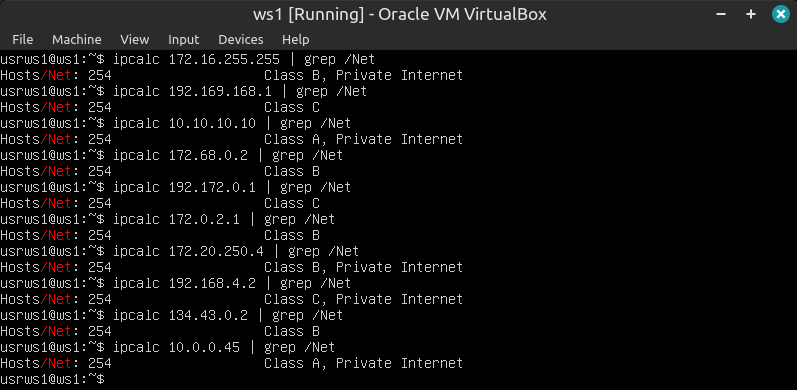 ws1 [Running] - Oracle VM VirtualBox
File Machine View Input Devices Help
usrws1@ws1:~$ ipcalc 172.16.255.255 | grep /Net
Hosts/Net: 254                   Class B, Private Internet
usrws1@ws1:~$ ipcalc 192.169.168.1 | grep /Net
Hosts/Net: 254                   Class C
usrws1@ws1:~$ ipcalc 10.10.10.10 | grep /Net
Hosts/Net: 254                   Class A, Private Internet
usrws1@ws1:~$ ipcalc 172.68.0.2 | grep /Net
Hosts/Net: 254                   Class B
usrws1@ws1:~$ ipcalc 192.172.0.1 | grep /Net
Hosts/Net: 254                   Class C
usrws1@ws1:~$ ipcalc 172.0.2.1 | grep /Net
Hosts/Net: 254                   Class B
usrws1@ws1:~$ ipcalc 172.20.250.4 | grep /Net
Hosts/Net: 254                   Class B, Private Internet
usrws1@ws1:~$ ipcalc 192.168.4.2 | grep /Net
Hosts/Net: 254                   Class C, Private Internet
usrws1@ws1:~$ ipcalc 134.43.0.2 | grep /Net
Hosts/Net: 254                   Class B
usrws1@ws1:~$ ipcalc 10.0.0.45 | grep /Net
Hosts/Net: 254                   Class A, Private Internet
usrws1@ws1:~$